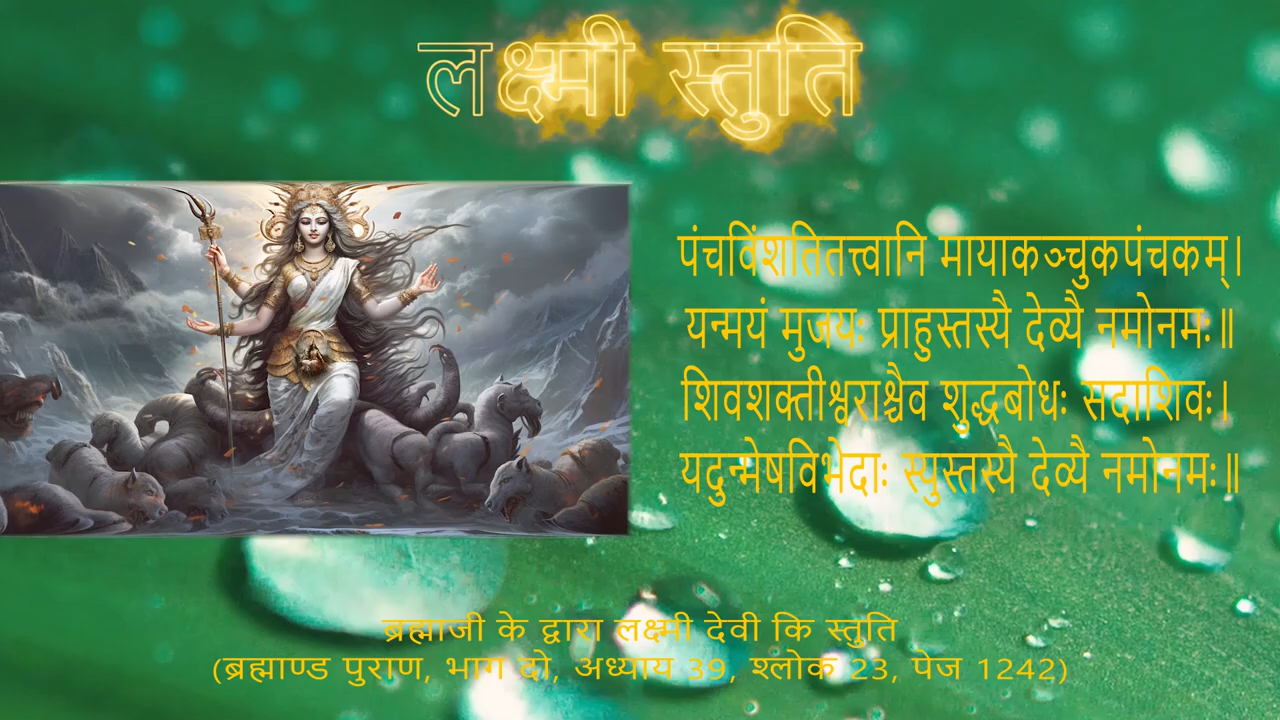 लक्ष्मी स्तुति
पंचविंशतितत्त्वानि मायाकञ्चुकपंचकम्।
यन्मयं मुजयः प्राहुस्तस्यै देव्यै नमोनमः॥
शिवशक्तीश्वराश्चैव शुद्धबोधः सदाशिवः।
यदुन्मेषविभेदाः स्युस्तस्यै देव्यै नमोनमः॥
ब्रह्माजी के द्वारा लक्ष्मी देवी कि स्तुति
(ब्रह्माण्ड पुराण, भाग दो, अध्याय 39, श्लोक 23, पेज 1242)